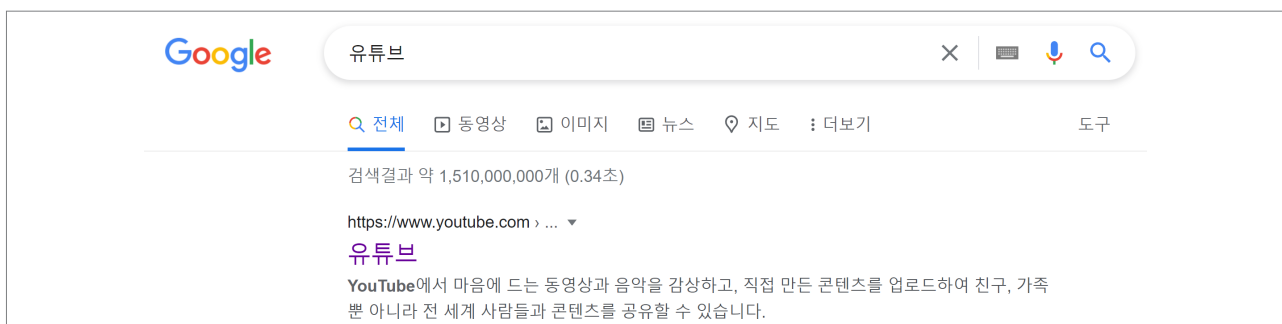 Google 유튜브
전체 동영상 이미지 뉴스 지도 더보기 도구
검색결과 약 1,510,000,000개 (0.34초)
https://www.youtube.com › ...
유튜브
YouTube에서 마음에 드는 동영상과 음악을 감상하고, 직접 만든 콘텐츠를 업로드하여 친구, 가족
뿐 아니라 전 세계 사람들과 콘텐츠를 공유할 수 있습니다.